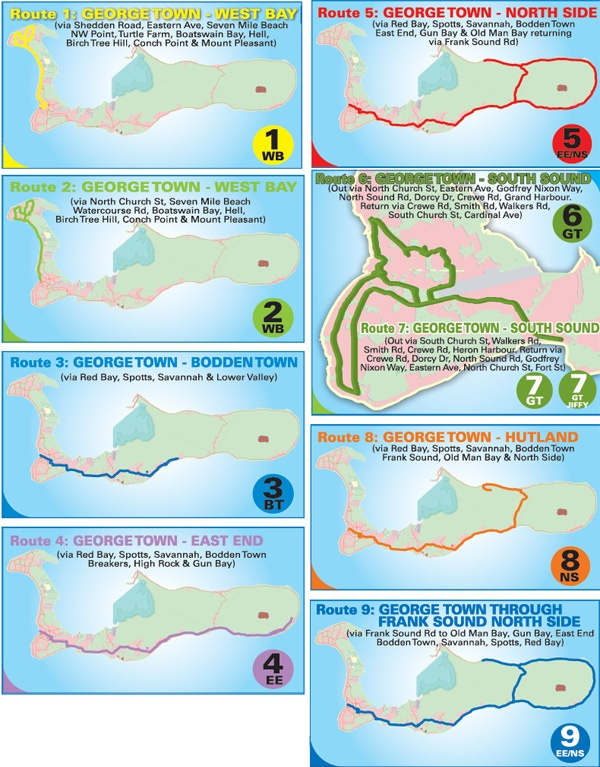 Route 1: GEORGE TOWN - WEST BAY
(via Shedden Road, Eastern Ave, Seven Mile Beach
NW Point, Turtle Farm, Boatswain Bay, Hell,
Birch Tree Hill, Conch Point & Mount Pleasant)
1
WB
Route 2: GEORGE TOWN - WEST BAY
(via North Church St, Seven Mile Beach
Watercourse Rd, Boatswain Bay, Hell,
Birch Tree Hill, Conch Point & Mount Pleasant)
2
WB
Route 3: GEORGE TOWN - BODDEN TOWN
(via Red Bay, Spotts, Savannah & Lower Valley)
3
BT
Route 4: GEORGE TOWN - EAST END
(via Red Bay, Spotts, Savannah, Bodden Town
Breakers, High Rock & Gun Bay)
4
EE
Route 5: GEORGE TOWN - NORTH SIDE
(via Red Bay, Spotts, Savannah, Bodden Town
East End, Gun Bay & Old Man Bay returning
via Frank Sound Rd)
5
EE/NS
Route 6: GEORGE TOWN - SOUTH SOUND
(Out via North Church St, Eastern Ave, Godfrey Nixon Way,
North Sound Rd, Dorcy Dr, Crewe Rd, Grand Harbour.
Return via Crewe Rd, Smith Rd, Walkers Rd,
South Church St, Cardinal Ave)
6
GT
Route 7: GEORGE TOWN - SOUTH SOUND
(Out via South Church St, Walkers Rd,
Smith Rd, Crewe Rd, Heron Harbour. Return via
Crewe Rd, Dorcy Dr, North Sound Rd, Godfrey
Nixon Way, Eastern Ave, North Church St, Fort St)
7
GT
7
GT
JIFFY
Route 8: GEORGE TOWN - HUTLAND
(via Red Bay, Spotts, Savannah, Bodden Town
Frank Sound, Old Man Bay & North Side)
8
NS
Route 9: GEORGE TOWN THROUGH
FRANK SOUND NORTH SIDE
(via Frank Sound Rd to Old Man Bay, Gun Bay, East End
Bodden Town, Savannah, Spotts, Red Bay)
9
EE/NS